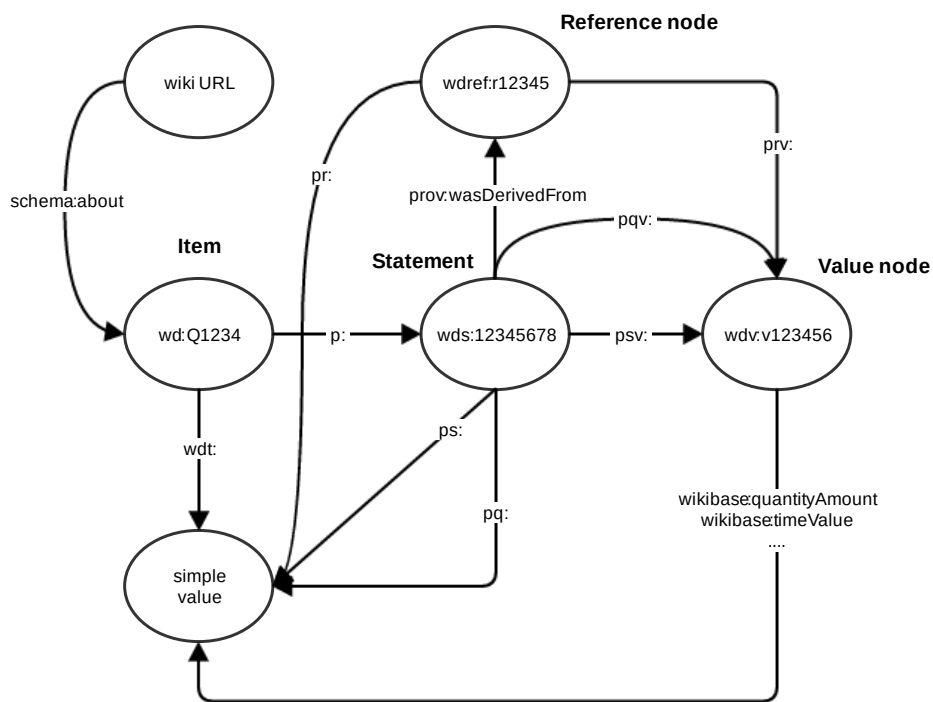 Reference node
wiki URL
wdref:r12345
prv:
pr:
prov:wasDerivedFrom
schema:about
pqv:
Item
Statement
Value node
wd:Q1234
p:
wds:12345678
psv:
wdv:v123456
ps:
wdt:
pq:
wikibase:quantityAmount
wikibase:timeValue
....
simple
value